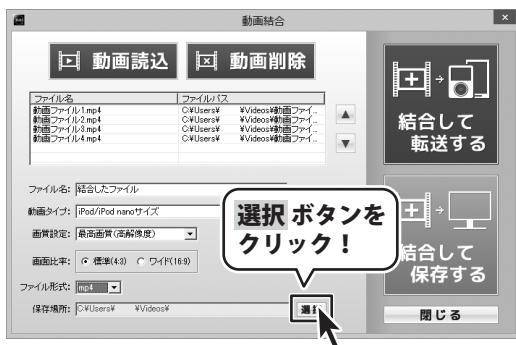 動画結合
×
動画読込
動画削除
ファイル名 ファイルパス
動画ファイル1.mp4 C:¥Users¥ ¥Videos¥動画ファイ...
動画ファイル2.mp4 C:¥Users¥ ¥Videos¥動画ファイ...
動画ファイル3.mp4 C:¥Users¥ ¥Videos¥動画ファイ...
動画ファイル4.mp4 C:¥Users¥ ¥Videos¥動画ファイ...
結合して
転送する
ファイル名: 結合したファイル
動画タイプ: iPod/iPod nanoサイズ
画質設定: 最高画質(高解像度)
画面比率: 標準(4:3) ワイド(16:9)
ファイル形式: mp4
保存場所: C:¥Users¥ ¥Videos¥
選択 ボタンを
クリック!
結合して
保存する
閉じる